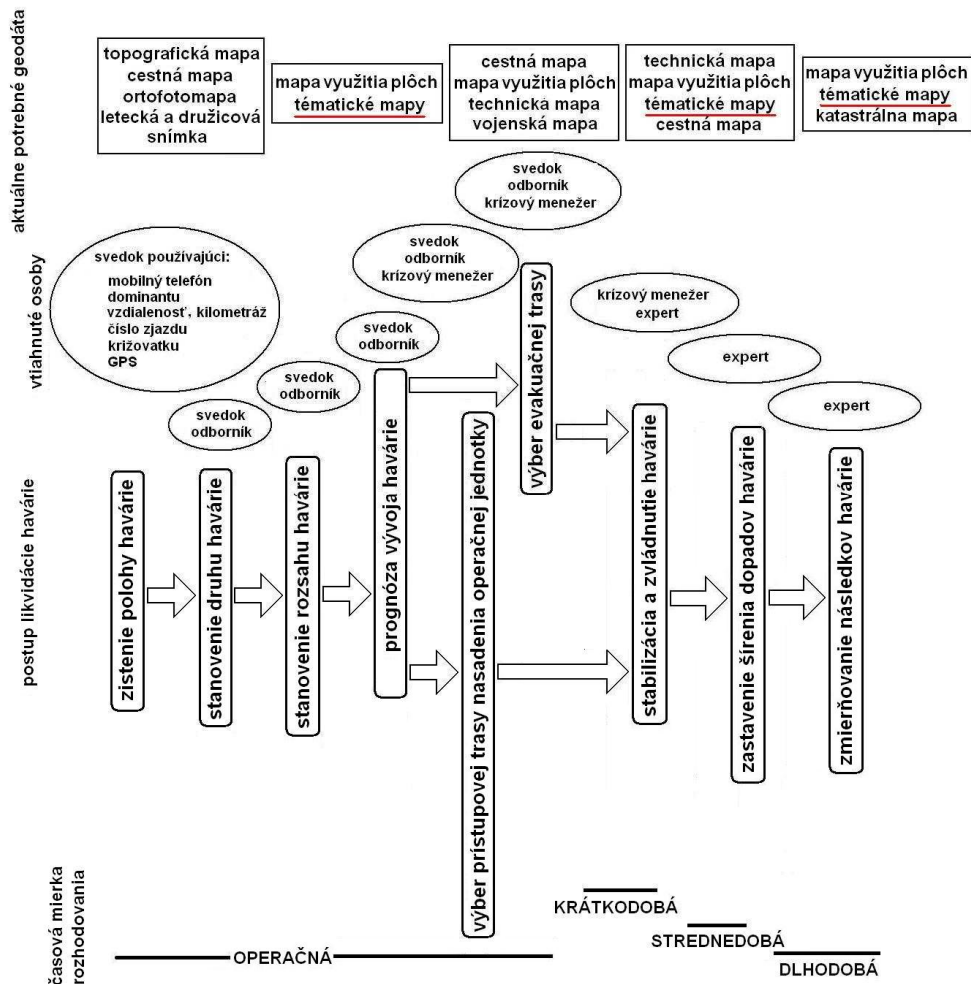 aktuálne potrebné geodáta
topografická mapa
cestná mapa
ortofotomapa
letecká a družicová
snímka
mapa využitia plôch
tématické mapy
cestná mapa
mapa využitia plôch
technická mapa
vojenská mapa
technická mapa
mapa využitia plôch
tématické mapy
cestná mapa
mapa využitia plôch
tématické mapy
katastrálna mapa
vtiahnuté osoby
svedok používajúci:
mobilný telefón
dominantu
vzdialenosť, kilometráž
číslo zjazdu
križovatku
GPS
svedok
odborník
svedok
odborník
svedok
odborník
svedok
odborník
krízový menežer
svedok
odborník
krízový menežer
krízový menežer
expert
expert
expert
postup likvidácie havárie
zistenie polohy havárie
stanovenie druhu havárie
stanovenie rozsahu havárie
prognóza vývoja havárie
výber prístupovej trasy nasadenia operačnej jednotky
výber evakuačnej trasy
stabilizácia a zvládnutie havárie
zastavenie šírenia dopadov havárie
zmierňovanie následkov havárie
časová mierka
rozhodovania
OPERAČNÁ
KRÁTKODOBÁ
STREDNEDOBÁ
DLHODOBÁ